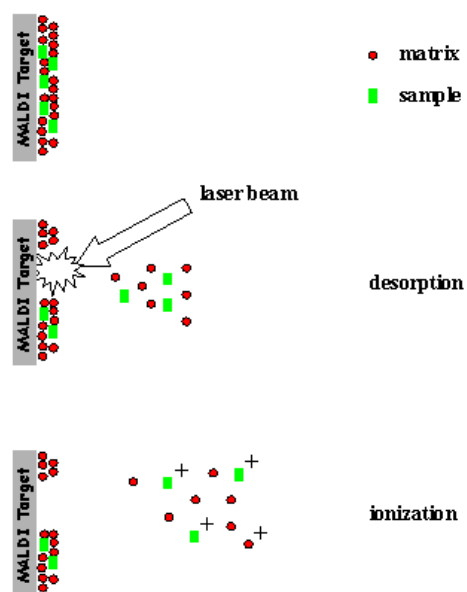 MALDI Target
matrix
sample
laser beam
MALDI Target
desorption
MALDI Target
+
+
+
+
ionization